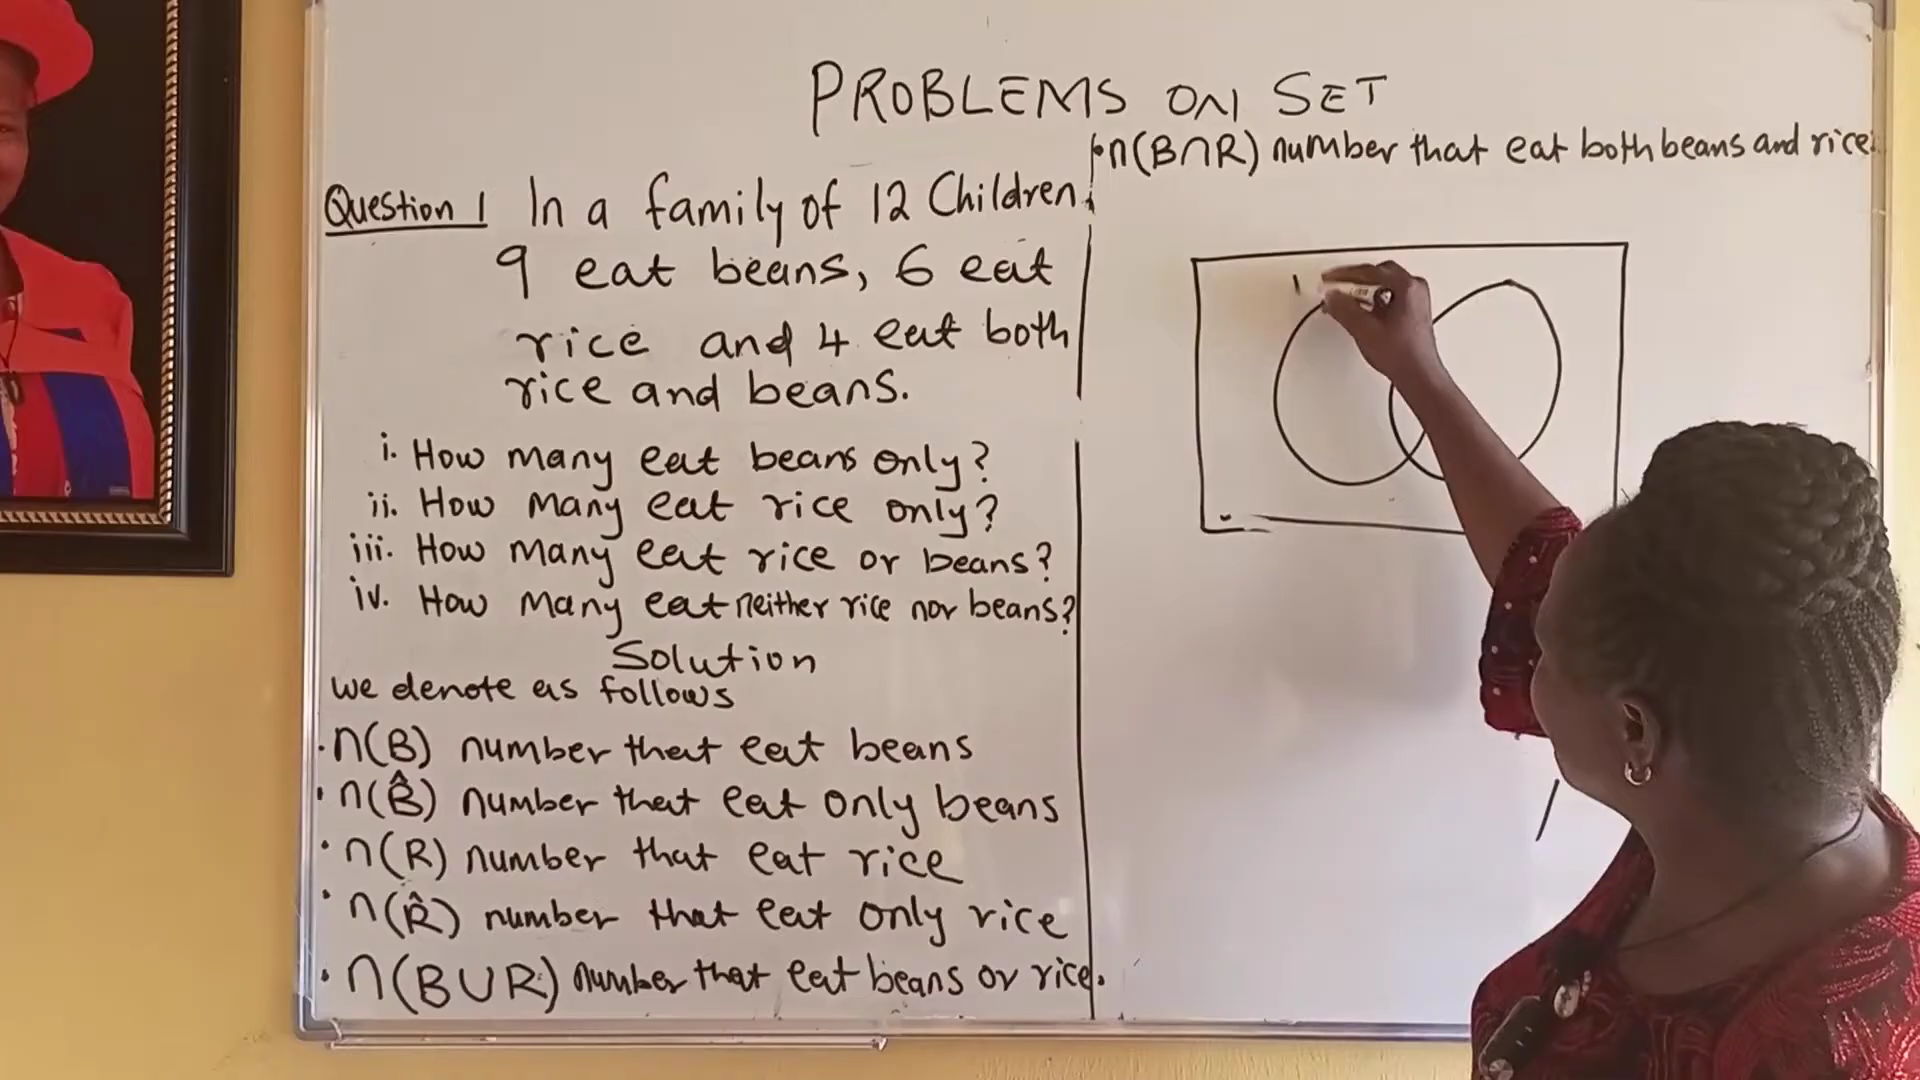 PROBLEMS ON SET
Question 1 In a family of 12 Children
9 eat beans, 6 eat
rice and 4 eat both
rice and beans.
i. How many eat beans only?
ii. How many eat rice only?
iii. How many eat rice or beans?
iv. How many eat neither rice nor beans?
Solution
we denote as follows
• n(B) number that eat beans
• n(B̂) number that eat only beans
• n(R) number that eat rice
• n(R̂) number that eat only rice
• n(B∪R) number that eat beans or rice.
• n(B∩R) number that eat both beans and rice.